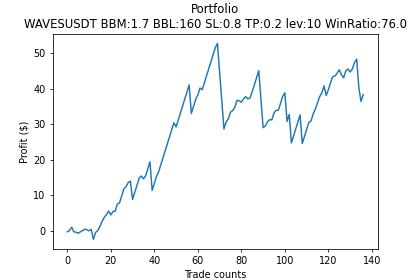 Portfolio
WAVESUSDT BBM:1.7 BBL:160 SL:0.8 TP:0.2 lev:10 WinRatio:76.0
Profit ($)
50
40
30
20
10
0
0 20 40 60 80 100 120 140
Trade counts